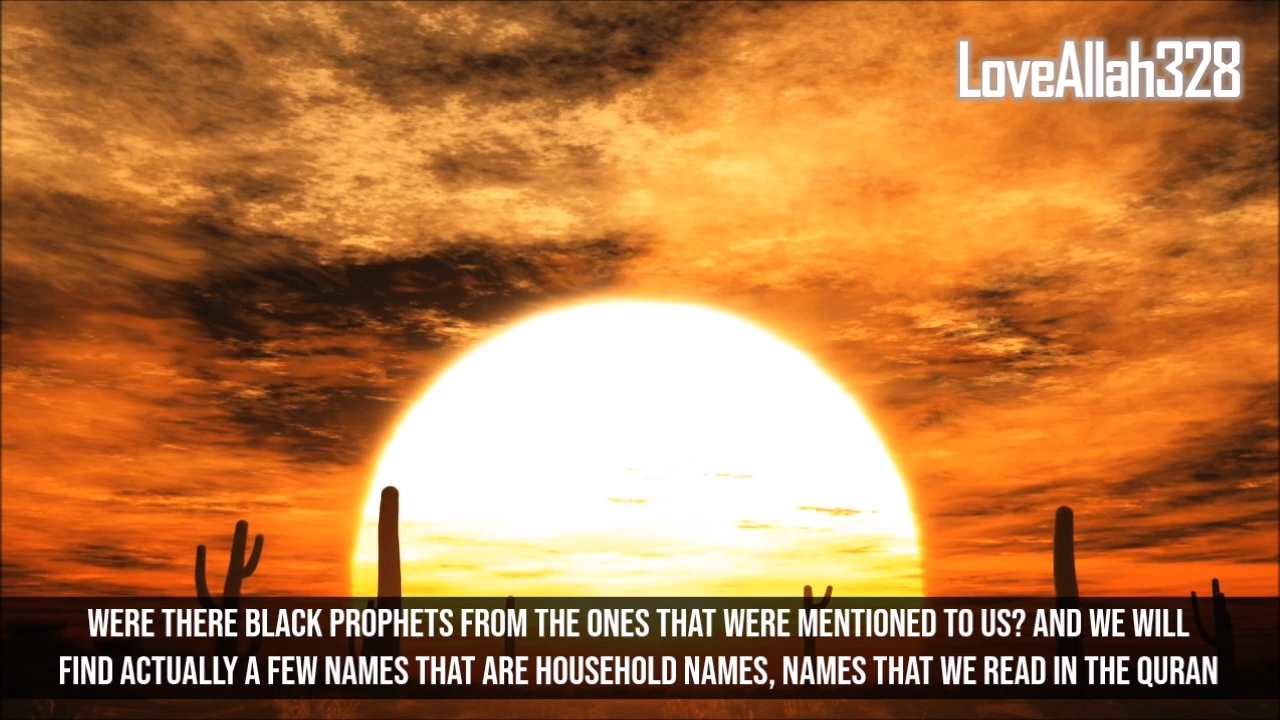 LoveAllah328
WERE THERE BLACK PROPHETS FROM THE ONES THAT WERE MENTIONED TO US? AND WE WILL
FIND ACTUALLY A FEW NAMES THAT ARE HOUSEHOLD NAMES, NAMES THAT WE READ IN THE QURAN